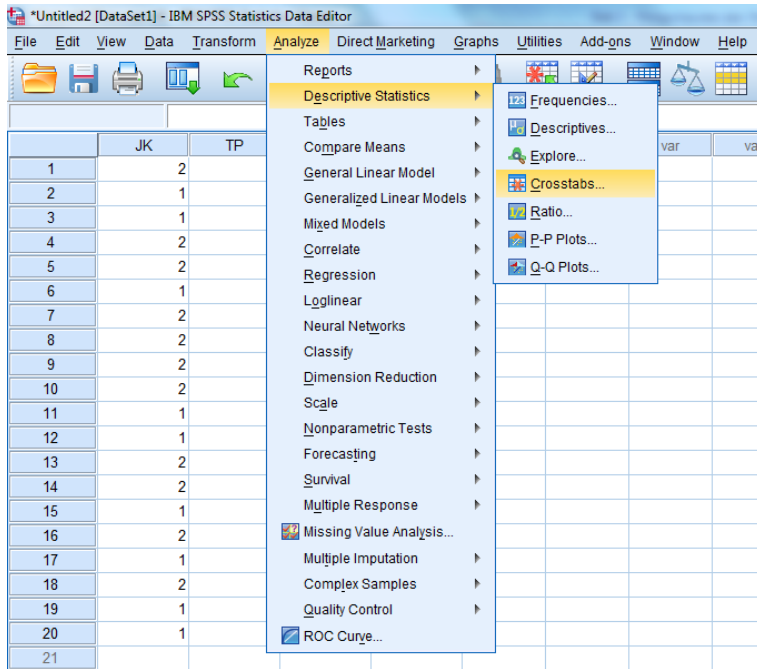 *Untitled2 [DataSet1] - IBM SPSS Statistics Data Editor
File Edit View Data Transform Analyze Direct Marketing Graphs Utilities Add-ons Window Help
Reports
Descriptive Statistics
Tables
Compare Means
General Linear Model
Generalized Linear Models
Mixed Models
Correlate
Regression
Loglinear
Neural Networks
Classify
Dimension Reduction
Scale
Nonparametric Tests
Forecasting
Survival
Multiple Response
Missing Value Analysis...
Multiple Imputation
Complex Samples
Quality Control
ROC Curve...
123 Frequencies...
Descriptives...
Explore...
Crosstabs...
1/2 Ratio...
P-P Plots...
Q-Q Plots...
JK TP var va
1 2
2 1
3 1
4 2
5 2
6 1
7 2
8 2
9 2
10 2
11 1
12 1
13 2
14 2
15 1
16 2
17 1
18 2
19 1
20 1
21